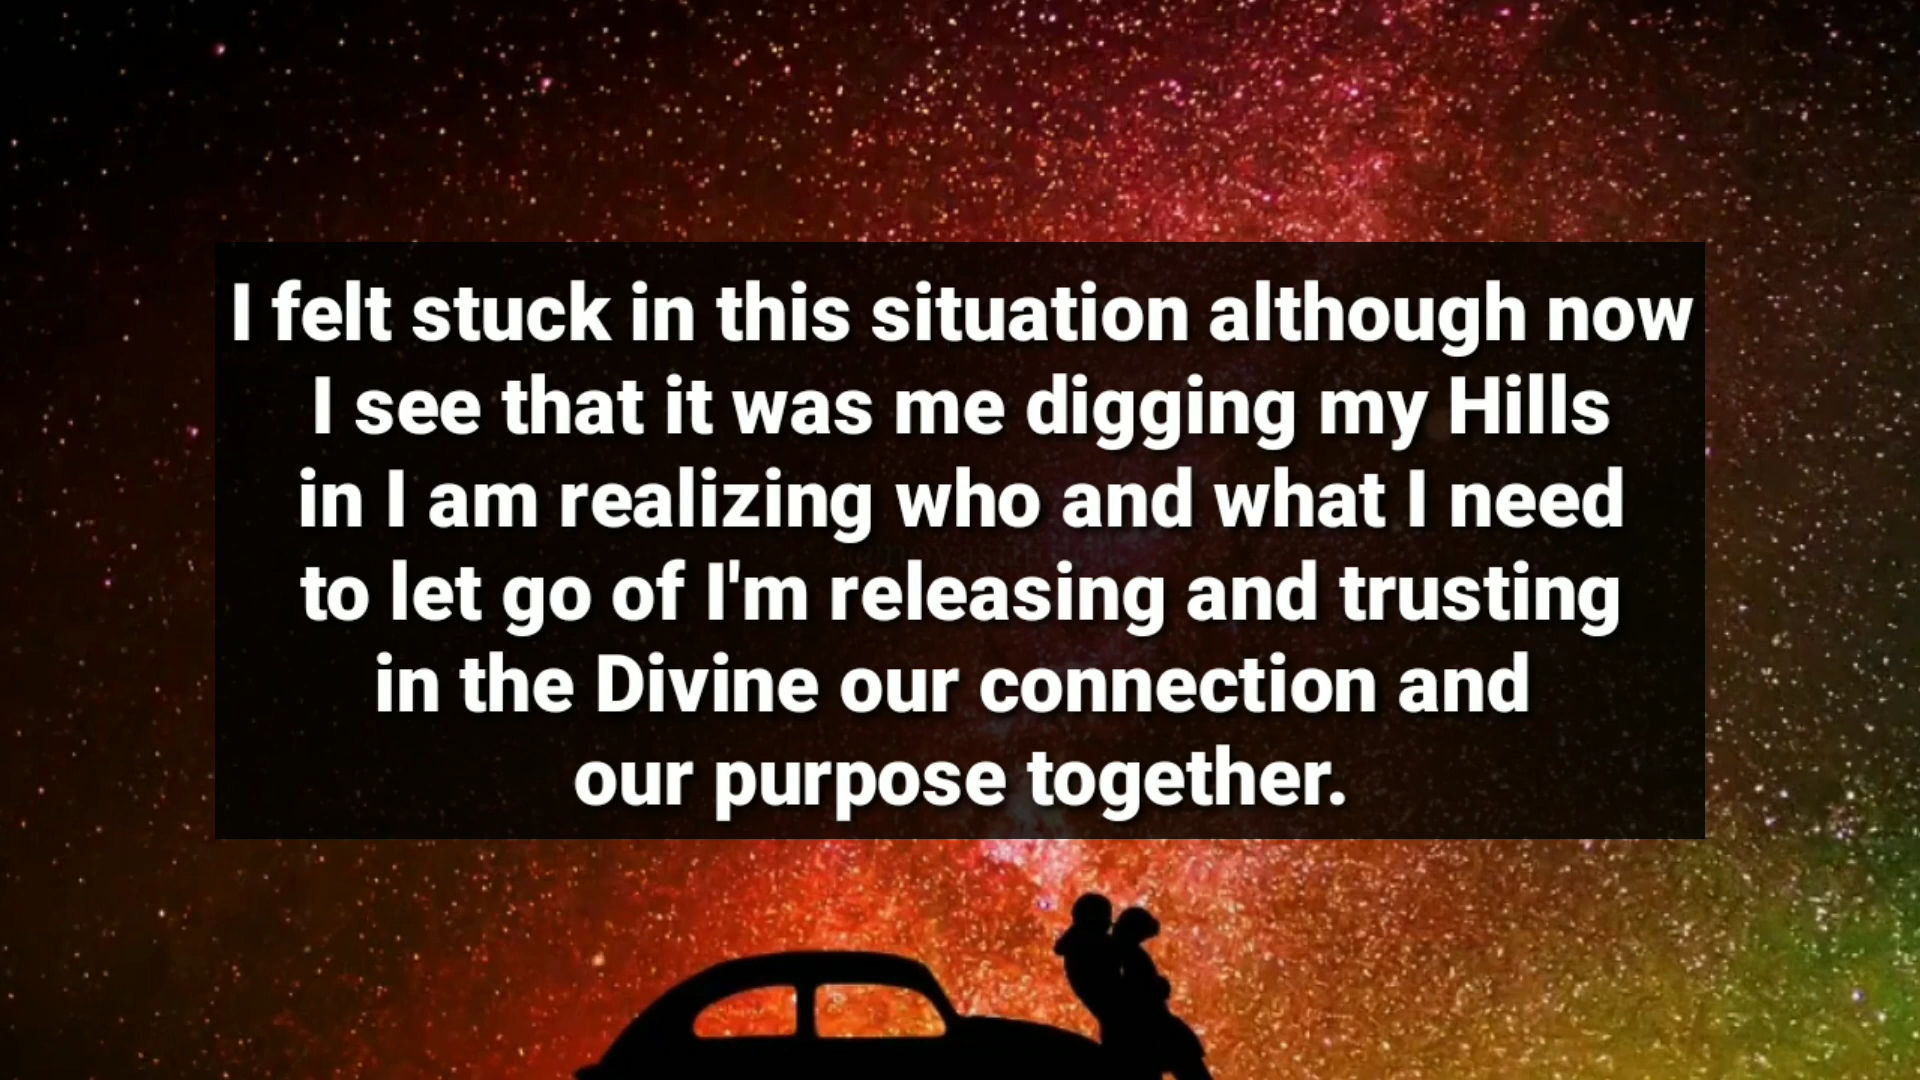 I felt stuck in this situation although now
I see that it was me digging my Hills
in I am realizing who and what I need
to let go of I'm releasing and trusting
in the Divine our connection and
our purpose together.